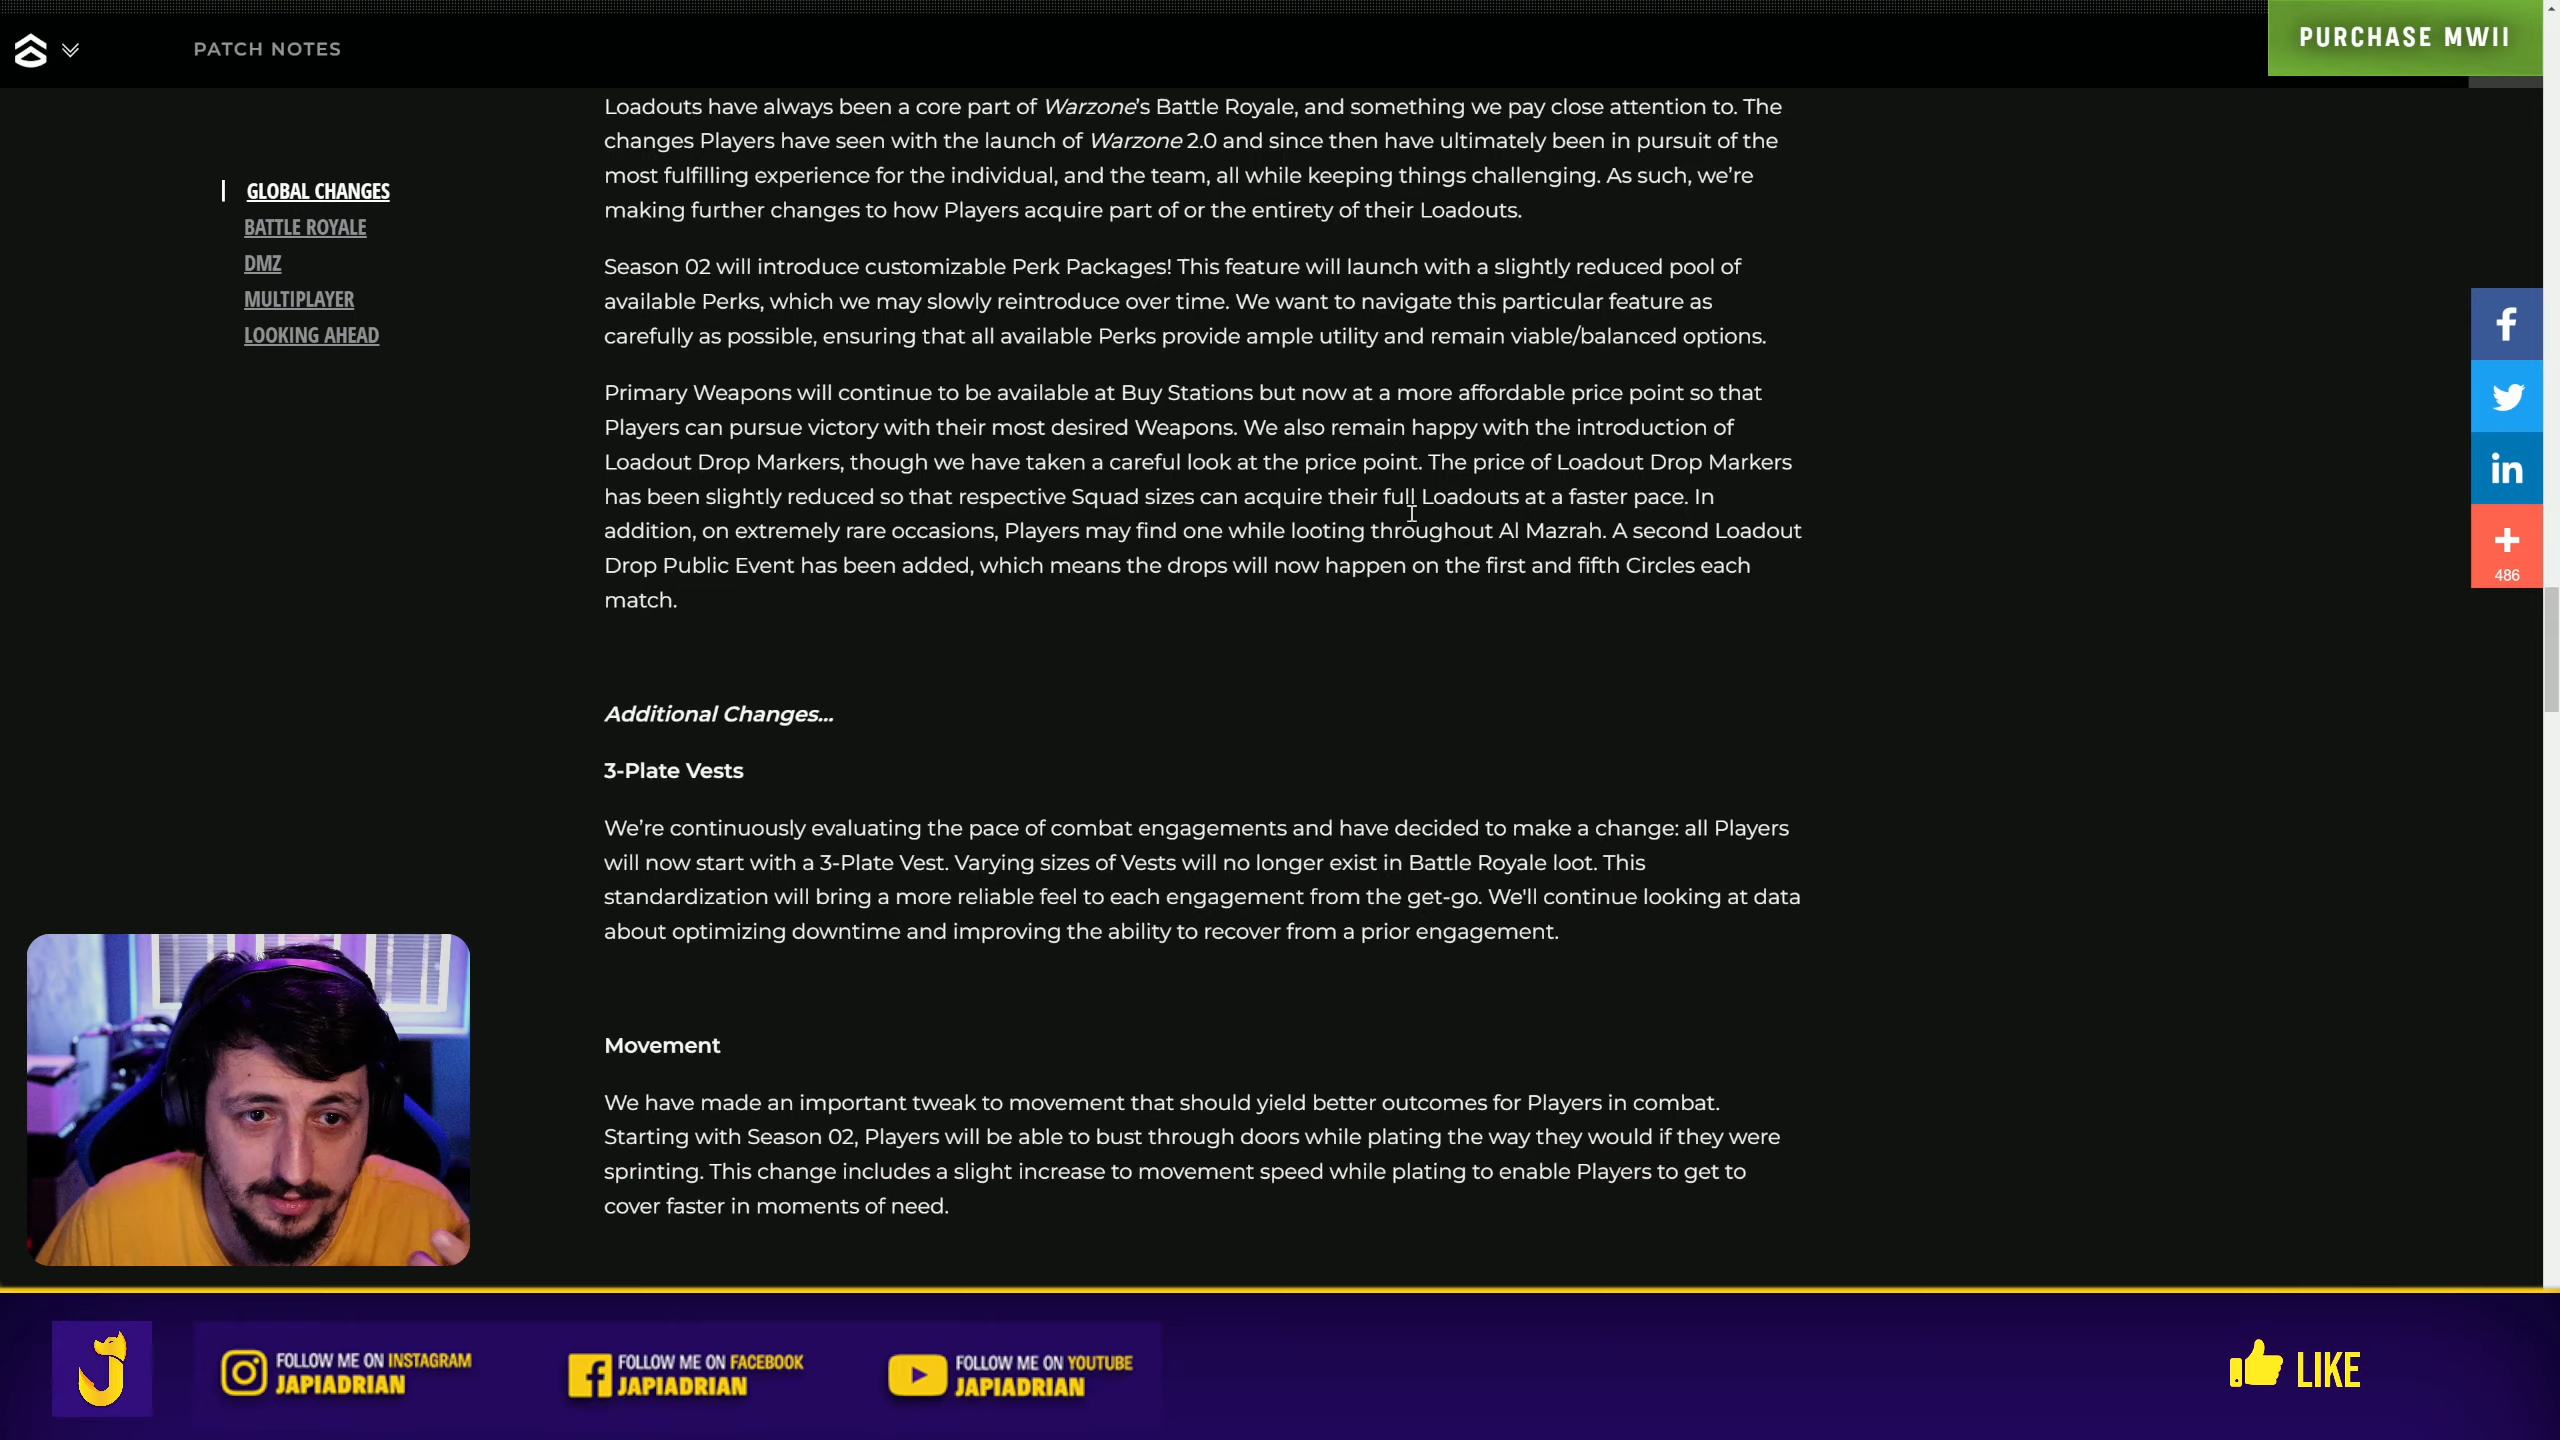 PATCH NOTES
PURCHASE MWII
GLOBAL CHANGES
BATTLE ROYALE
DMZ
MULTIPLAYER
LOOKING AHEAD
Loadouts have always been a core part of Warzone’s Battle Royale, and something we pay close attention to. The
changes Players have seen with the launch of Warzone 2.0 and since then have ultimately been in pursuit of the
most fulfilling experience for the individual, and the team, all while keeping things challenging. As such, we’re
making further changes to how Players acquire part of or the entirety of their Loadouts.
Season 02 will introduce customizable Perk Packages! This feature will launch with a slightly reduced pool of
available Perks, which we may slowly reintroduce over time. We want to navigate this particular feature as
carefully as possible, ensuring that all available Perks provide ample utility and remain viable/balanced options.
Primary Weapons will continue to be available at Buy Stations but now at a more affordable price point so that
Players can pursue victory with their most desired Weapons. We also remain happy with the introduction of
Loadout Drop Markers, though we have taken a careful look at the price point. The price of Loadout Drop Markers
has been slightly reduced so that respective Squad sizes can acquire their full Loadouts at a faster pace. In
addition, on extremely rare occasions, Players may find one while looting throughout Al Mazrah. A second Loadout
Drop Public Event has been added, which means the drops will now happen on the first and fifth Circles each
match.
Additional Changes...
3-Plate Vests
We’re continuously evaluating the pace of combat engagements and have decided to make a change: all Players
will now start with a 3-Plate Vest. Varying sizes of Vests will no longer exist in Battle Royale loot. This
standardization will bring a more reliable feel to each engagement from the get-go. We'll continue looking at data
about optimizing downtime and improving the ability to recover from a prior engagement.
Movement
We have made an important tweak to movement that should yield better outcomes for Players in combat.
Starting with Season 02, Players will be able to bust through doors while plating the way they would if they were
sprinting. This change includes a slight increase to movement speed while plating to enable Players to get to
cover faster in moments of need.
486
FOLLOW ME ON INSTAGRAM
JAPIADRIAN
FOLLOW ME ON FACEBOOK
JAPIADRIAN
FOLLOW ME ON YOUTUBE
JAPIADRIAN
LIKE